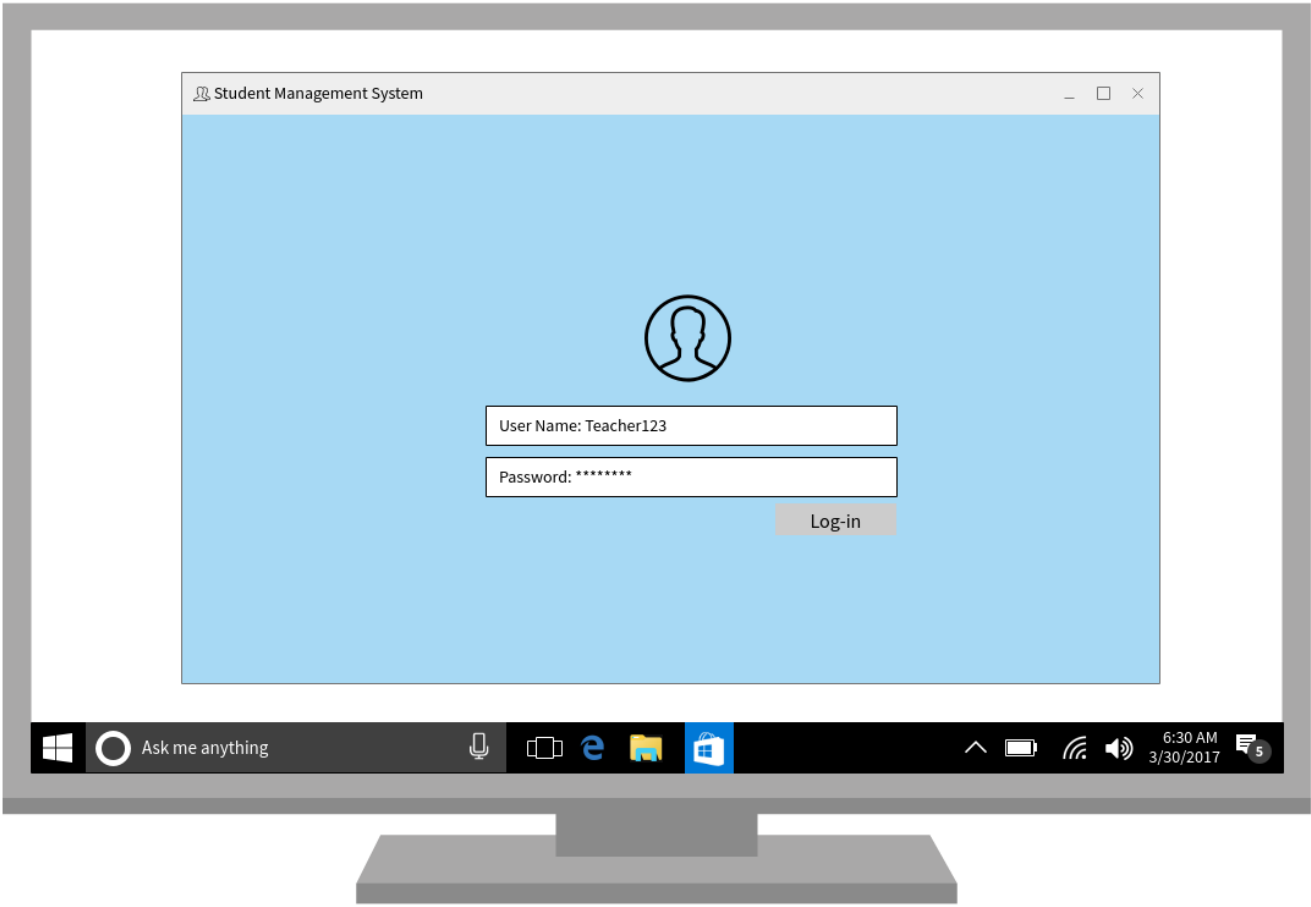 Student Management System
User Name: Teacher123
Password: ********
Log-in
Ask me anything
6:30 AM
3/30/2017
5